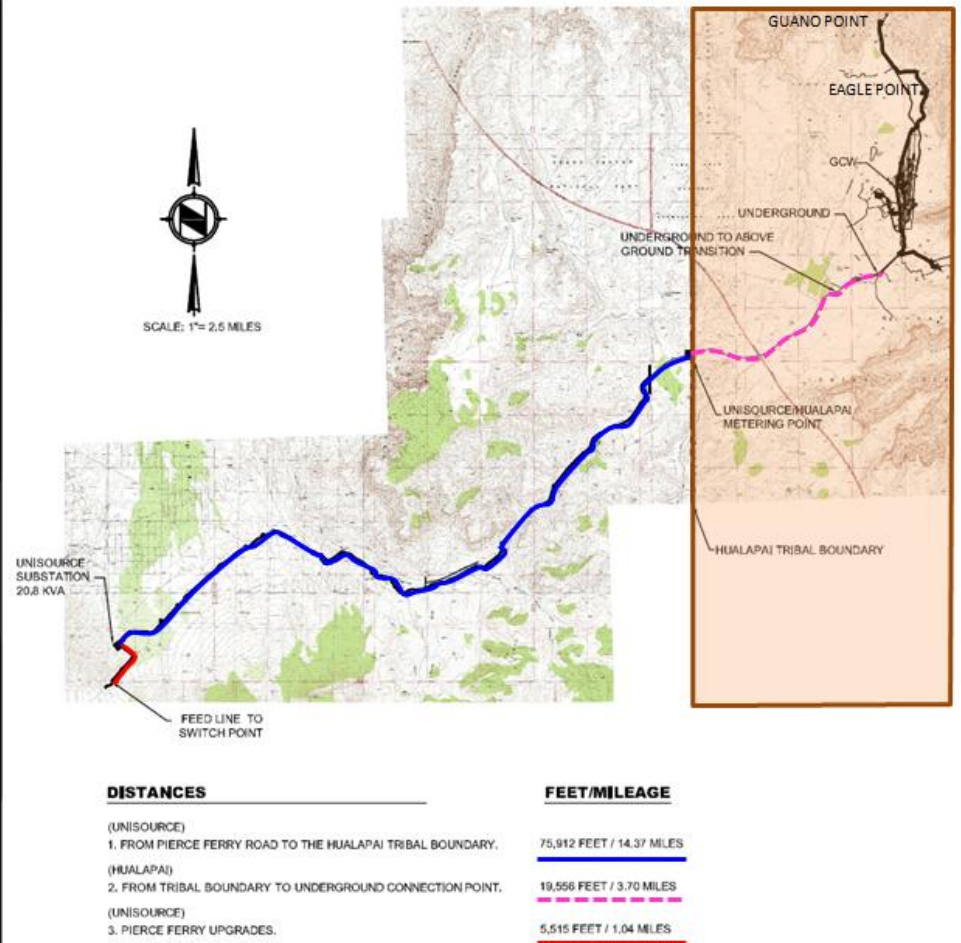 GUANO POINT
EAGLE POINT
GCW
UNDERGROUND
UNDERGROUND TO ABOVE
GROUND TRANSITION
SCALE: 1"= 2.5 MILES
UNISOURCE/HUALAPAI
METERING POINT
HUALAPAI TRIBAL BOUNDARY
UNISOURCE
SUBSTATION
20.8 KVA
FEED LINE TO
SWITCH POINT
DISTANCES
FEET/MILEAGE
(UNISOURCE)
1. FROM PIERCE FERRY ROAD TO THE HUALAPAI TRIBAL BOUNDARY.
75,912 FEET / 14.37 MILES
(HUALAPAI)
2. FROM TRIBAL BOUNDARY TO UNDERGROUND CONNECTION POINT.
19,556 FEET / 3.70 MILES
(UNISOURCE)
3. PIERCE FERRY UPGRADES.
5,515 FEET / 1.04 MILES